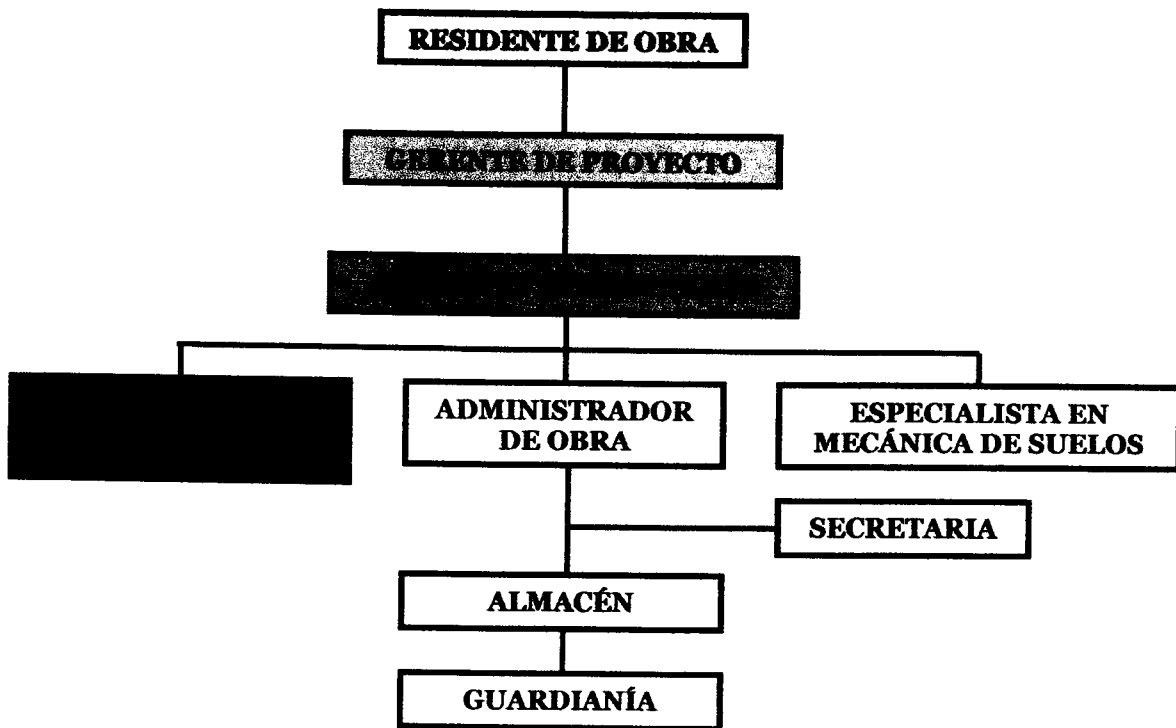 RESIDENTE DE OBRA
GERENTE DE PROYECTO
ADMINISTRADOR
DE OBRA
ESPECIALISTA EN
MECÁNICA DE SUELOS
SECRETARIA
ALMACÉN
GUARDIANÍA